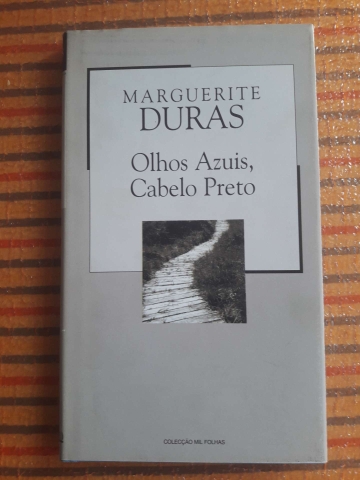 MARGUERITE
DURAS
Olhos Azuis,
Cabelo Preto
COLECÇÃO MIL FOLHAS